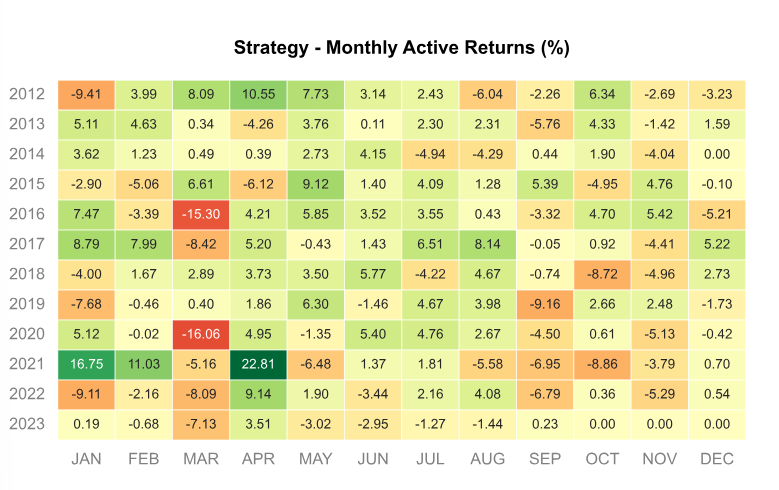 Strategy - Monthly Active Returns (%)
2012 -9.41 3.99 8.09 10.55 7.73 3.14 2.43 -6.04 -2.26 6.34 -2.69 -3.23
2013 5.11 4.63 0.34 -4.26 3.76 0.11 2.30 2.31 -5.76 4.33 -1.42 1.59
2014 3.62 1.23 0.49 0.39 2.73 4.15 -4.94 -4.29 0.44 1.90 -4.04 0.00
2015 -2.90 -5.06 6.61 -6.12 9.12 1.40 4.09 1.28 5.39 -4.95 4.76 -0.10
2016 7.47 -3.39 -15.30 4.21 5.85 3.52 3.55 0.43 -3.32 4.70 5.42 -5.21
2017 8.79 7.99 -8.42 5.20 -0.43 1.43 6.51 8.14 -0.05 0.92 -4.41 5.22
2018 -4.00 1.67 2.89 3.73 3.50 5.77 -4.22 4.67 -0.74 -8.72 -4.96 2.73
2019 -7.68 -0.46 0.40 1.86 6.30 -1.46 4.67 3.98 -9.16 2.66 2.48 -1.73
2020 5.12 -0.02 -16.06 4.95 -1.35 5.40 4.76 2.67 -4.50 0.61 -5.13 -0.42
2021 16.75 11.03 -5.16 22.81 -6.48 1.37 1.81 -5.58 -6.95 -8.86 -3.79 0.70
2022 -9.11 -2.16 -8.09 9.14 1.90 -3.44 2.16 4.08 -6.79 0.36 -5.29 0.54
2023 0.19 -0.68 -7.13 3.51 -3.02 -2.95 -1.27 -1.44 0.23 0.00 0.00 0.00
JAN FEB MAR APR MAY JUN JUL AUG SEP OCT NOV DEC